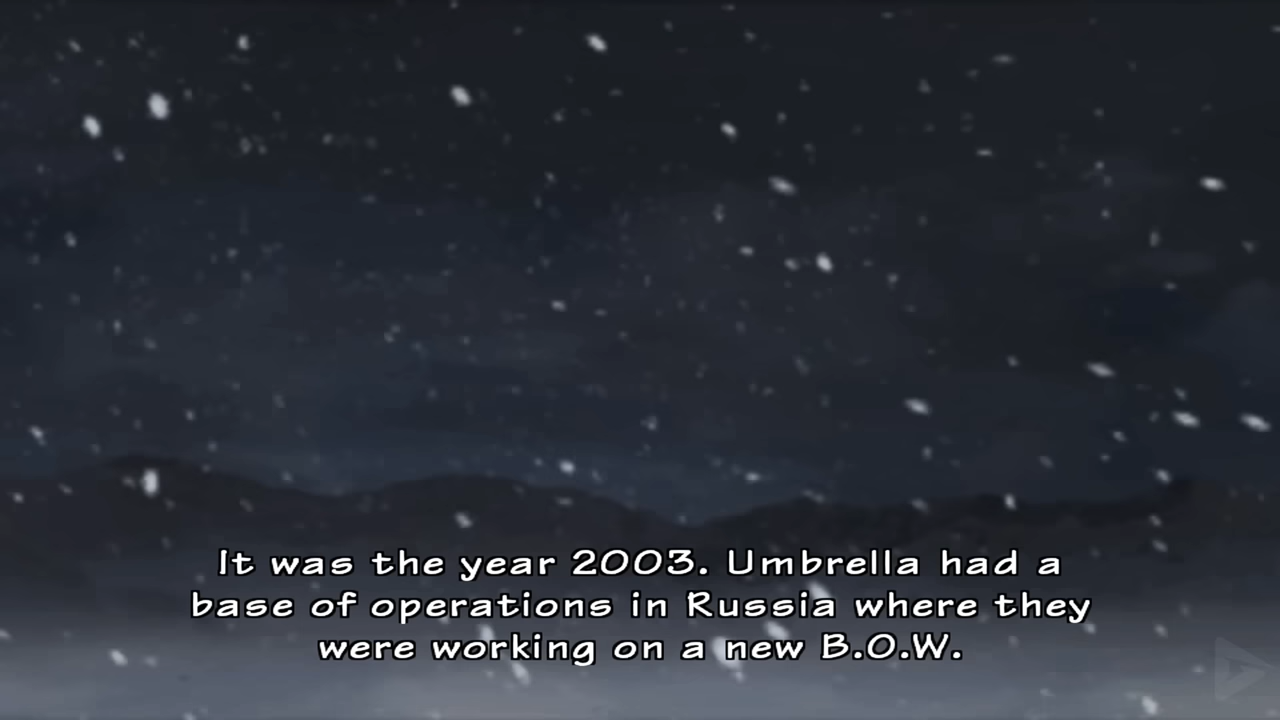 It was the year 2003. Umbrella had a
base of operations in Russia where they
were working on a new B.O.W.